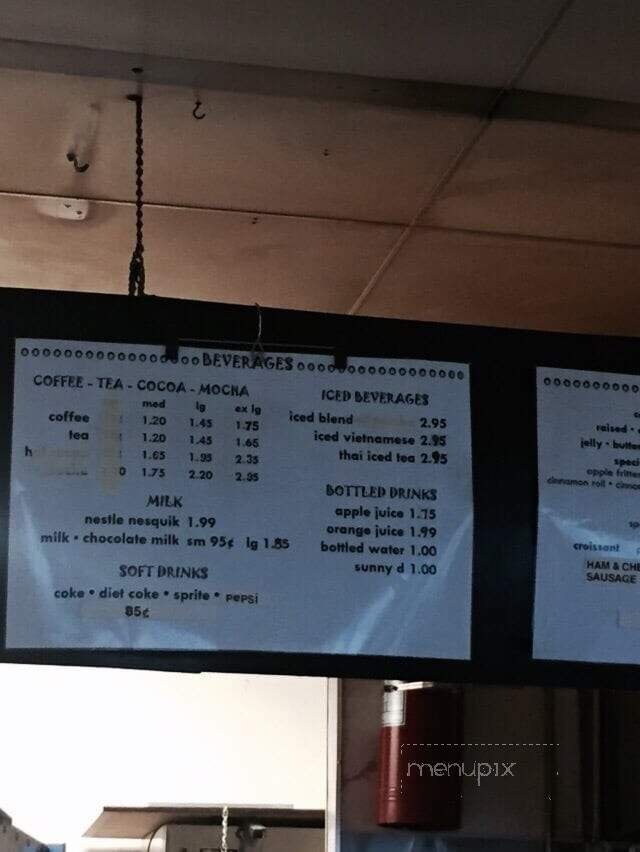 BEVERAGES
COFFEE - TEA - COCOA - MOCHA
med lg ex lg
coffee 1.20 1.45 1.75
tea 1.20 1.45 1.65
h 1.65 1.95 2.35
0 1.75 2.20 2.95
MILK
nestle nesquik 1.99
milk • chocolate milk sm 95¢ lg 1.85
SOFT DRINKS
coke • diet coke • sprite • PEPSI
85¢
ICED BEVERAGES
iced blend 2.95
iced vietnamese 2.95
thai iced tea 2.95
BOTTLED DRINKS
apple juice 1.75
orange juice 1.99
bottled water 1.00
sunny d 1.00
raised •
jelly • butte
speci
apple fritter
cinnamon roll • cinna
croissant
HAM & CHE
SAUSAGE
menupix